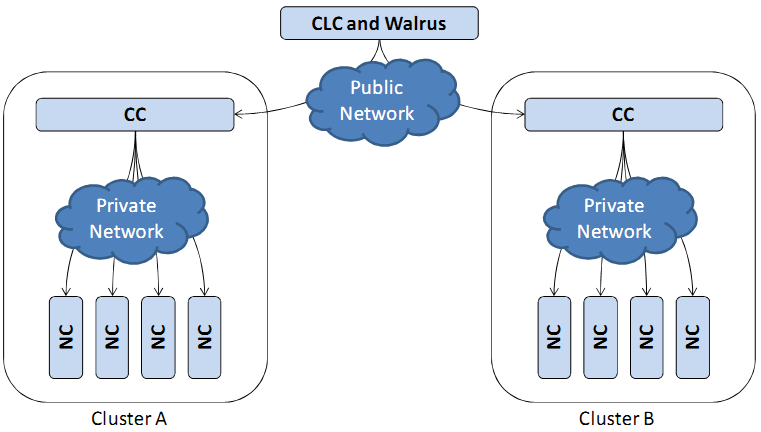 CLC and Walrus
Public
Network
CC
CC
Private
Network
Private
Network
NC
NC
NC
NC
NC
NC
NC
NC
Cluster A
Cluster B